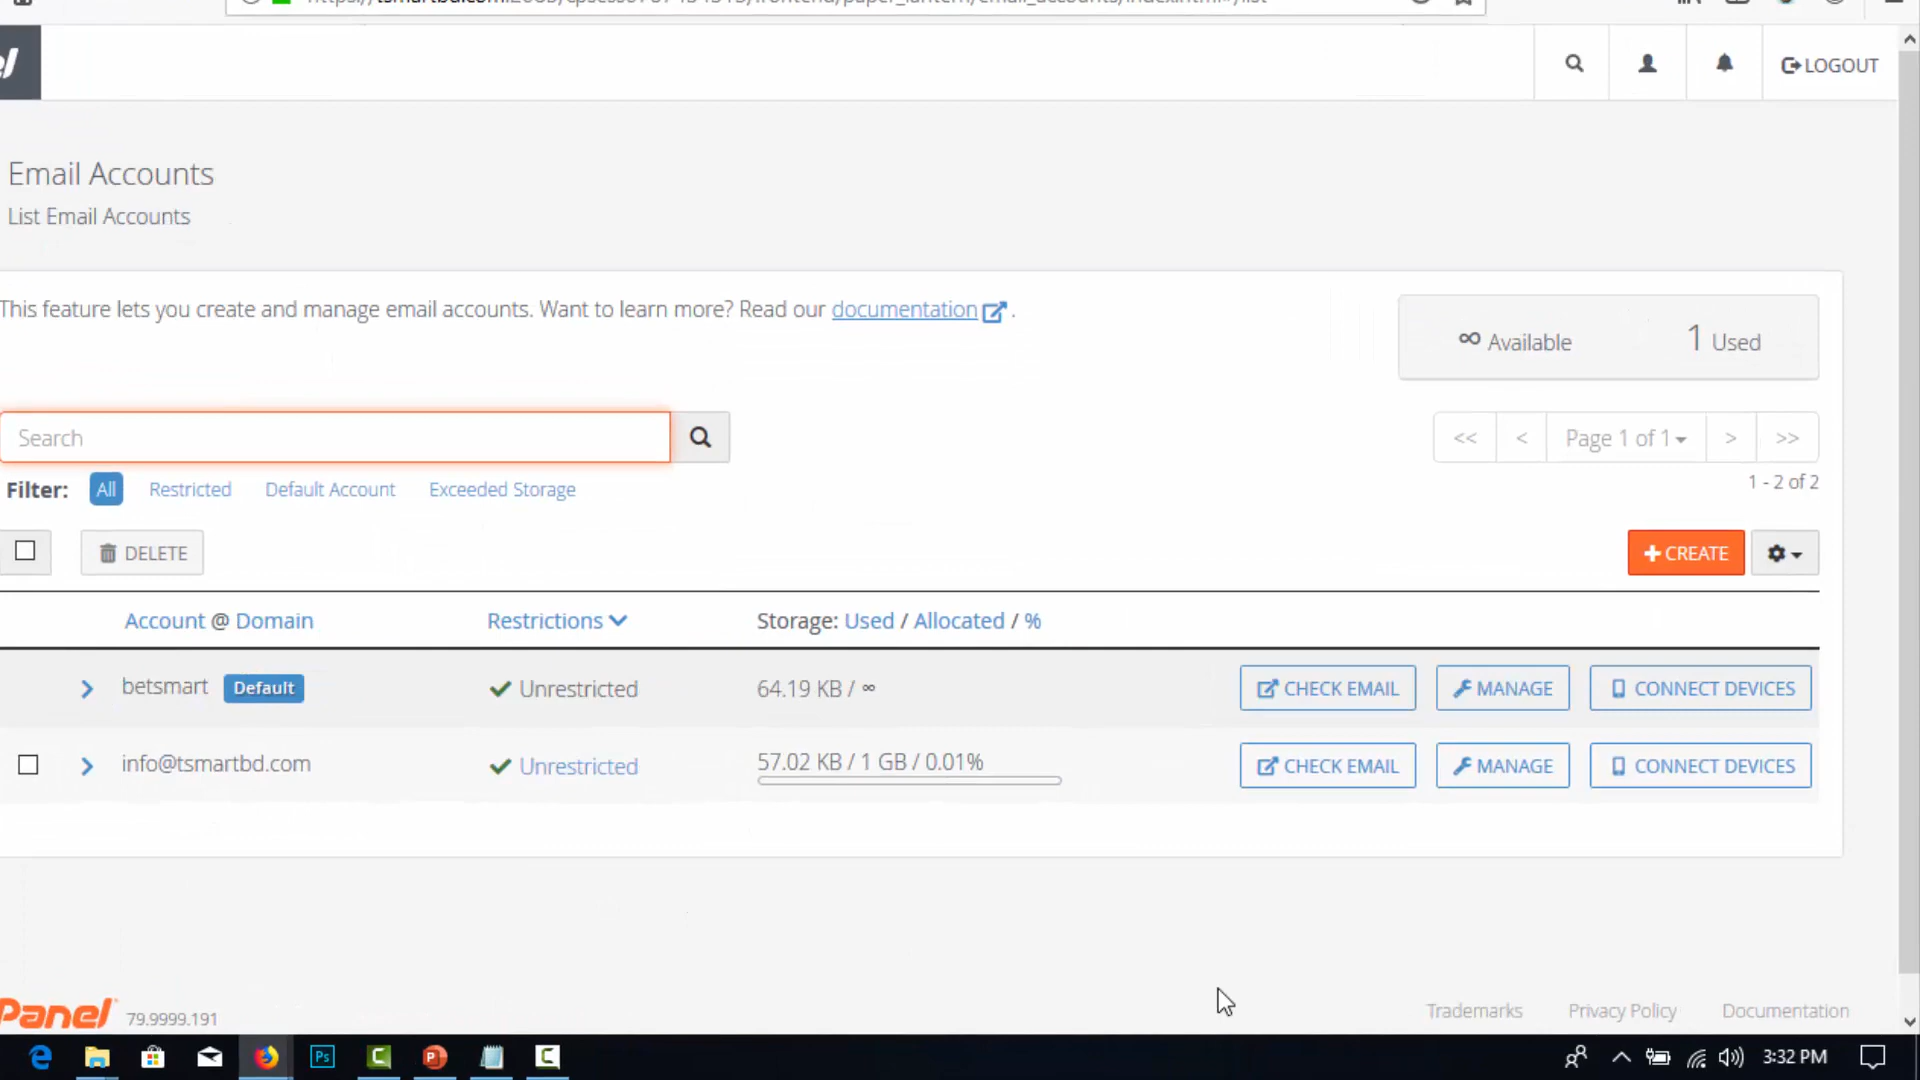 LOGOUT
Email Accounts
List Email Accounts
This feature lets you create and manage email accounts. Want to learn more? Read our documentation .
∞ Available 1 Used
Search
<< < Page 1 of 1 > >>
Filter: All Restricted Default Account Exceeded Storage
1 - 2 of 2
DELETE
+ CREATE
Account @ Domain Restrictions Storage: Used / Allocated / %
betsmart Default Unrestricted 64.19 KB / ∞ CHECK EMAIL MANAGE CONNECT DEVICES
info@tsmartbd.com Unrestricted 57.02 KB / 1 GB / 0.01% CHECK EMAIL MANAGE CONNECT DEVICES
Panel 79.9999.191
Trademarks Privacy Policy Documentation
Ps
3:32 PM